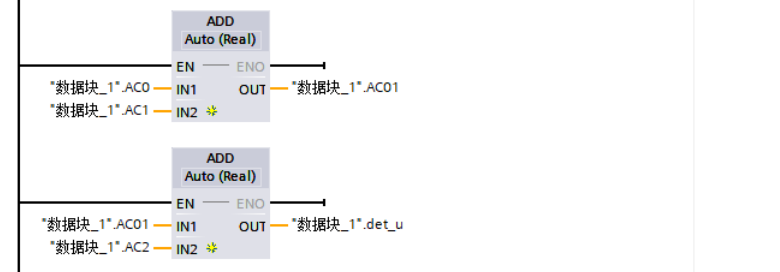 ADD
Auto (Real)
EN ENO
"数据块_1".AC0 IN1 OUT "数据块_1".AC01
"数据块_1".AC1 IN2
ADD
Auto (Real)
EN ENO
"数据块_1".AC01 IN1 OUT "数据块_1".det_u
"数据块_1".AC2 IN2